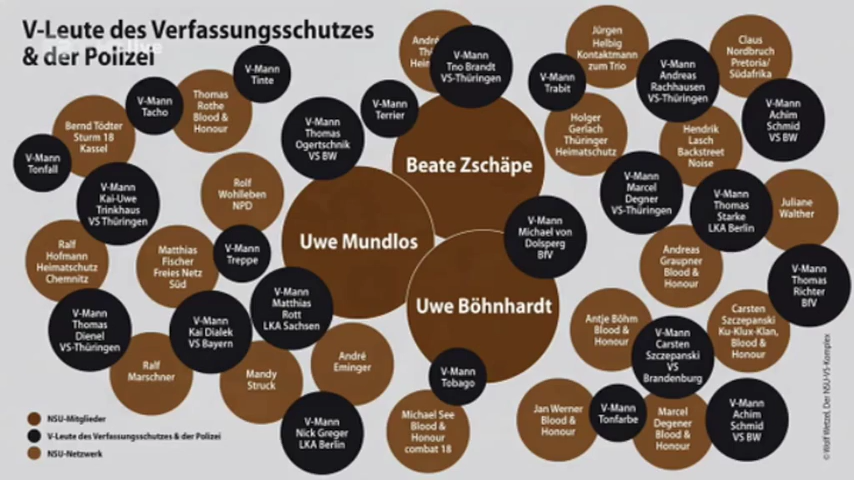 V-Leute des Verfassungsschutzes
& der Polizei
live
V-Mann
Tinte
V-Mann
Tacho
Thomas
Rothe
Blood &
Honour
Bernd Tödter
Sturm 18
Kassel
V-Mann
Tonfall
V-Mann
Kai-Uwe
Trinkhaus
VS Thüringen
Ralf
Hofmann
Heimatschutz
Chemnitz
Matthias
Fischer
Freies Netz
Süd
Rolf
Wohlleben
NPD
V-Mann
Treppe
V-Mann
Thomas
Dienel
VS-Thüringen
V-Mann
Kai Dialek
VS Bayern
V-Mann
Matthias
Rott
LKA Sachsen
Ralf
Marschner
Mandy
Struck
André
Eminger
V-Mann
Nick Greger
LKA Berlin
V-Mann
Thomas
Ogertschnik
VS BW
V-Mann
Terrier
André
V-Mann
Tno Brandt
VS-Thüringen
Beate Zschäpe
Uwe Mundlos
Uwe Böhnhardt
V-Mann
Michael von
Dolsperg
BfV
V-Mann
Tobago
Michael See
Blood &
Honour
combat 18
V-Mann
Trabit
Jürgen
Helbig
Kontaktmann
zum Trio
V-Mann
Andreas
Rachhausen
VS-Thüringen
Claus
Nordbruch
Pretoria/
Südafrika
V-Mann
Achim
Schmid
VS BW
Holger
Gerlach
Thüringer
Heimatschutz
Hendrik
Lasch
Backstreet
Noise
V-Mann
Marcel
Degner
VS-Thüringen
V-Mann
Thomas
Starke
LKA Berlin
Juliane
Walther
Andreas
Graupner
Blood &
Honour
V-Mann
Thomas
Richter
BfV
Antje Böhm
Blood &
Honour
V-Mann
Carsten
Szczepanski
VS
Brandenburg
Carsten
Szczepanski
Ku-Klux-Klan,
Blood &
Honour
Jan Werner
Blood &
Honour
V-Mann
Tonfarbe
Marcel
Degener
Blood &
Honour
V-Mann
Achim
Schmid
VS BW
NSU-Mitglieder
V-Leute des Verfassungsschutzes & der Polizei
NSU-Netzwerk
© Wolf Wetzel, Der NSU-VS-Komplex